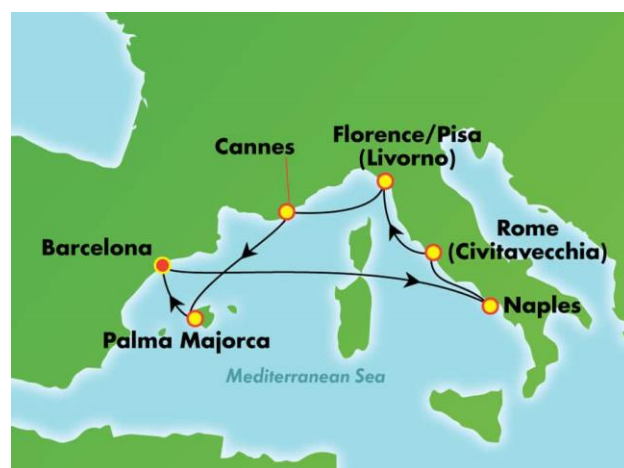 Florence/Pisa
(Livorno)
Cannes
Rome
(Civitavecchia)
Barcelona
Naples
Palma Majorca
Mediterranean Sea